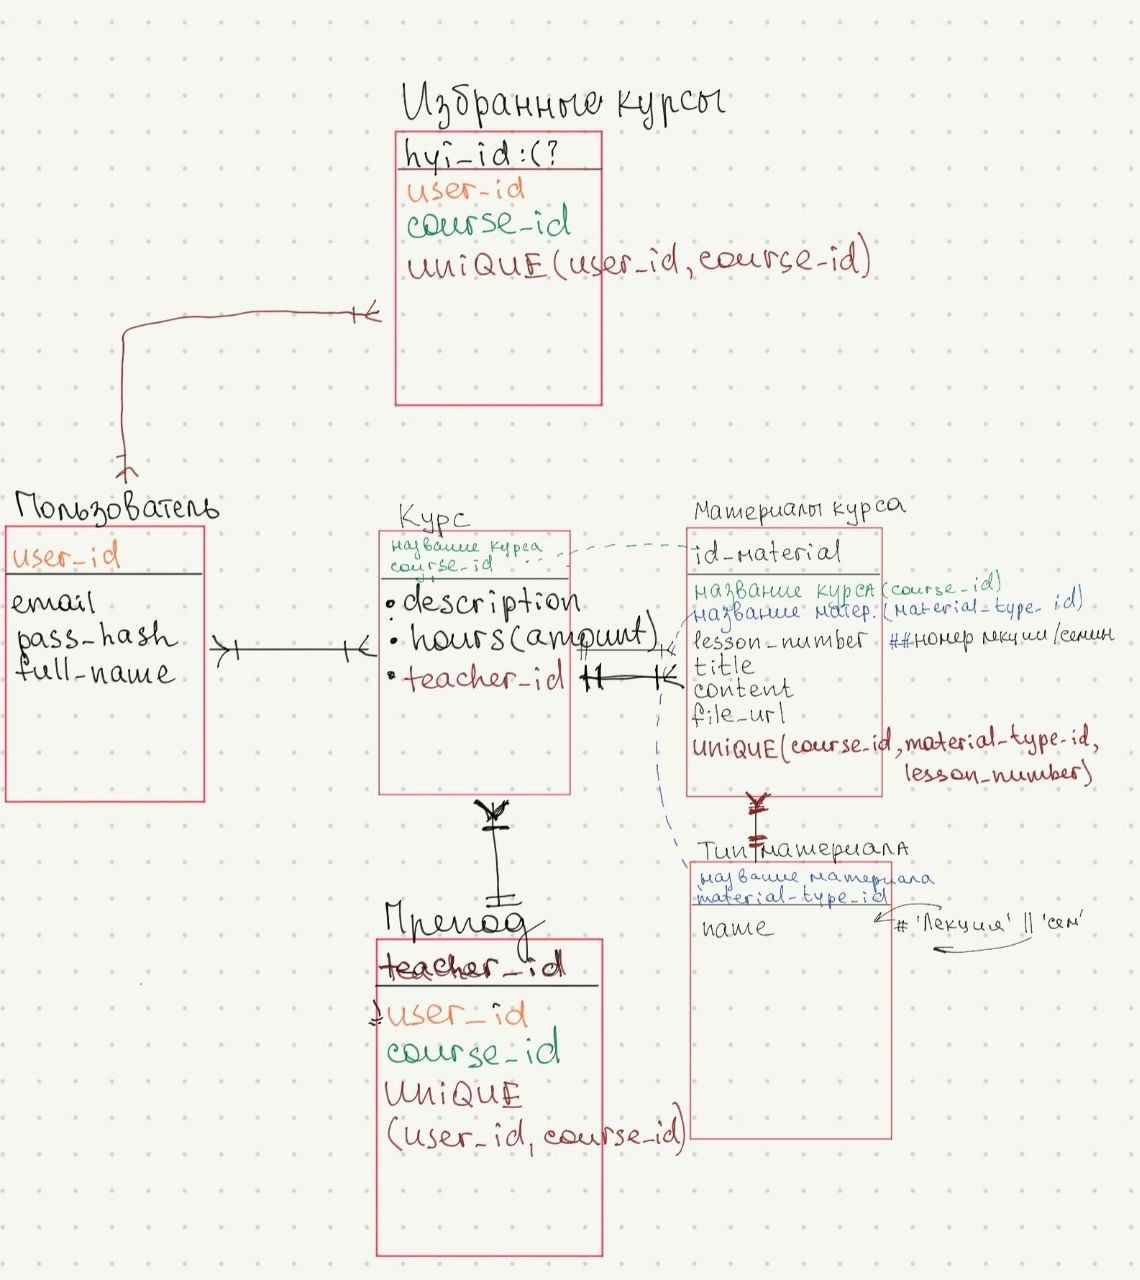 Избранные курсы
hyi_id :(?
user_id
course_id
UNIQUE(user_id, course_id)
Пользователь
user_id
email
pass_hash
full_name
Курс
название курса
course_id
• description
• hours(amount)
• teacher_id
Материалы курса
id_material
название курса (course_id)
название матер. (material_type_id)
lesson_number ##номер лекции/семин
title
content
file_url
UNIQUE(course_id, material_type_id,
lesson_number)
Тип материала
название материала
material_type_id
name # 'Лекция' || 'сем'
Препод
teacher_id
user_id
course_id
UNIQUE
(user_id, course_id)